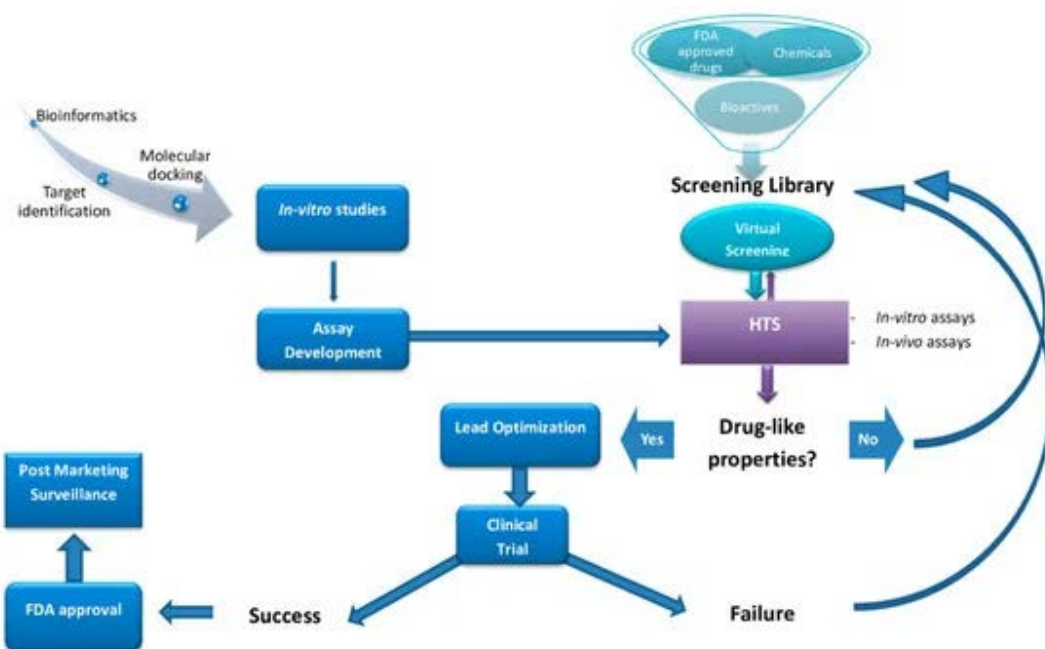 FDA
approved
drugs
Chemicals
Bioactives
Bioinformatics
Molecular
docking
Target
identification
Screening Library
In-vitro studies
Virtual
Screening
Assay
Development
HTS
- In-vitro assays
- In-vivo assays
Lead Optimization
Yes
Drug-like
properties?
No
Post Marketing
Surveillance
Clinical
Trial
FDA approval
Success
Failure